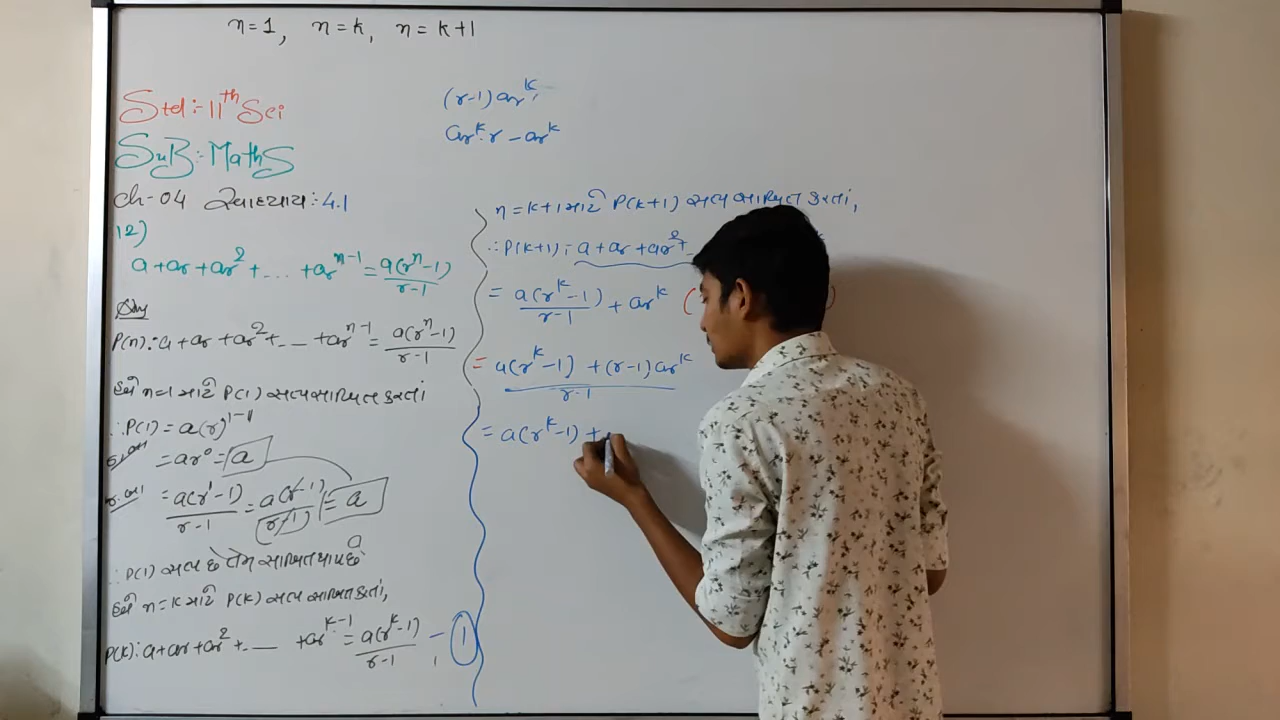 n=1, n=k, n=k+1
Std:-11th Sci
SuB:-MathS
ch-04 સ્વાધ્યાય:-4.1
12)
a+ar+ar²+...+ar^(n-1) = a(rⁿ-1)/(r-1)
P(n):- a+ar+ar²+-- +ar^(n-1) = a(rⁿ-1)/(r-1)
હવે n=1 માટે P(1) સત્ય સાબિત કરતાં
∴P(1) = a(r)^(1-1)
ડ.બા.
=ar⁰=a
જ.બા.
= a(r¹-1)/(r-1) = a(r-1)/(r-1) = a
∴ P(1) સત્ય છે તેમ સાબિત થાય છે
હવે n=k માટે P(k) સત્ય સાબિત કરતાં,
P(k): a+ar+ar²+-- +ar^(k-1) = a(r^k-1)/(r-1) - 1
(r-1)ar^k
ar^k·r - ar^k
n=k+1 માટે P(k+1) સત્ય સાબિત કરતાં,
∴P(k+1):- a+ar+ar²+
= a(r^k-1)/(r-1) + ar^k (
= (a(r^k-1) + (r-1)ar^k)/(r-1)
= a(r^k-1) +